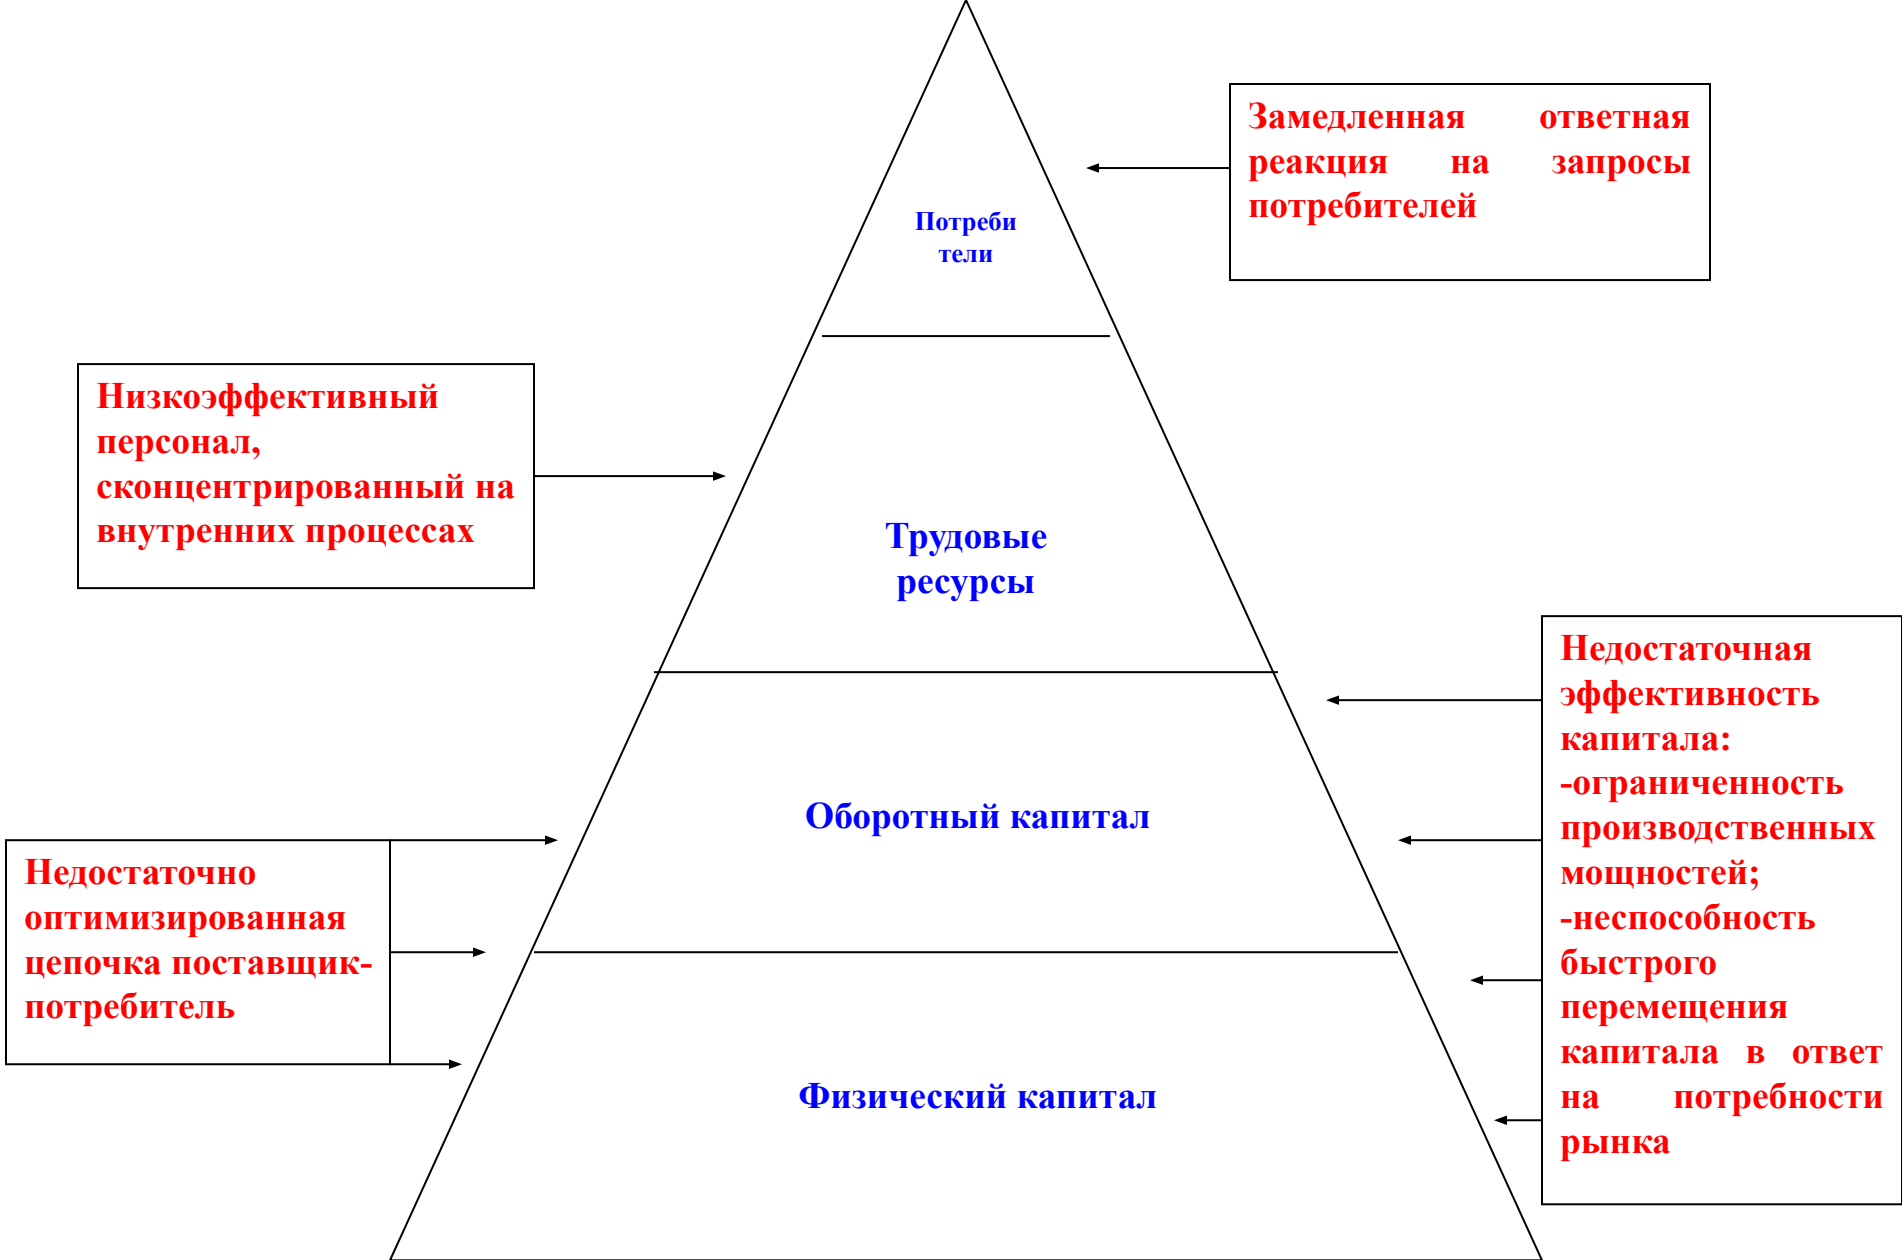 Замедленная ответная
реакция на запросы
потребителей
Потреби
тели
Низкоэффективный
персонал,
сконцентрированный на
внутренних процессах
Трудовые
ресурсы
Недостаточная
эффективность
капитала:
-ограниченность
производственных
мощностей;
-неспособность
быстрого
перемещения
капитала в ответ
на потребности
рынка
Оборотный капитал
Недостаточно
оптимизированная
цепочка поставщик-
потребитель
Физический капитал